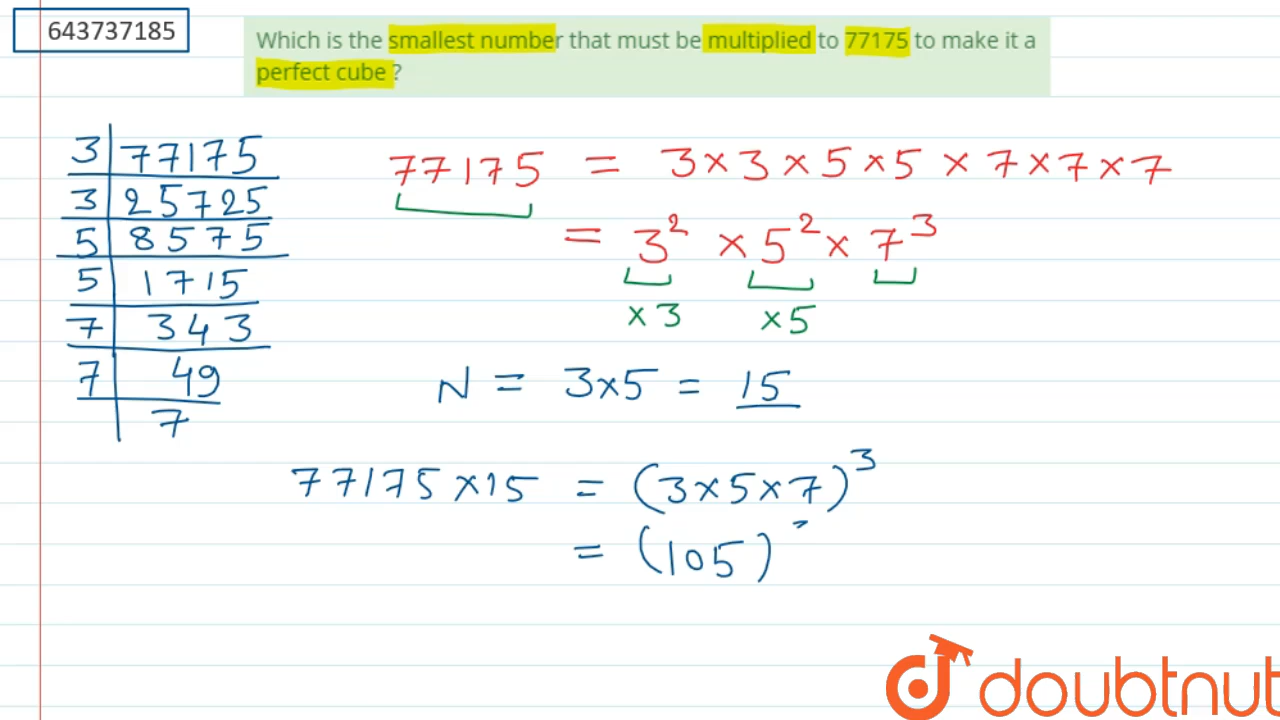 643737185
Which is the smallest number that must be multiplied to 77175 to make it a
perfect cube ?
3 | 77175
3 | 25725
5 | 8575
5 | 1715
7 | 343
7 | 49
| 7
77175 = 3 × 3 × 5 × 5 × 7 × 7 × 7
= 3² × 5² × 7³
×3 ×5
N = 3×5 = 15
77175 ×15 = (3×5×7)³
= (105)
doubtnut